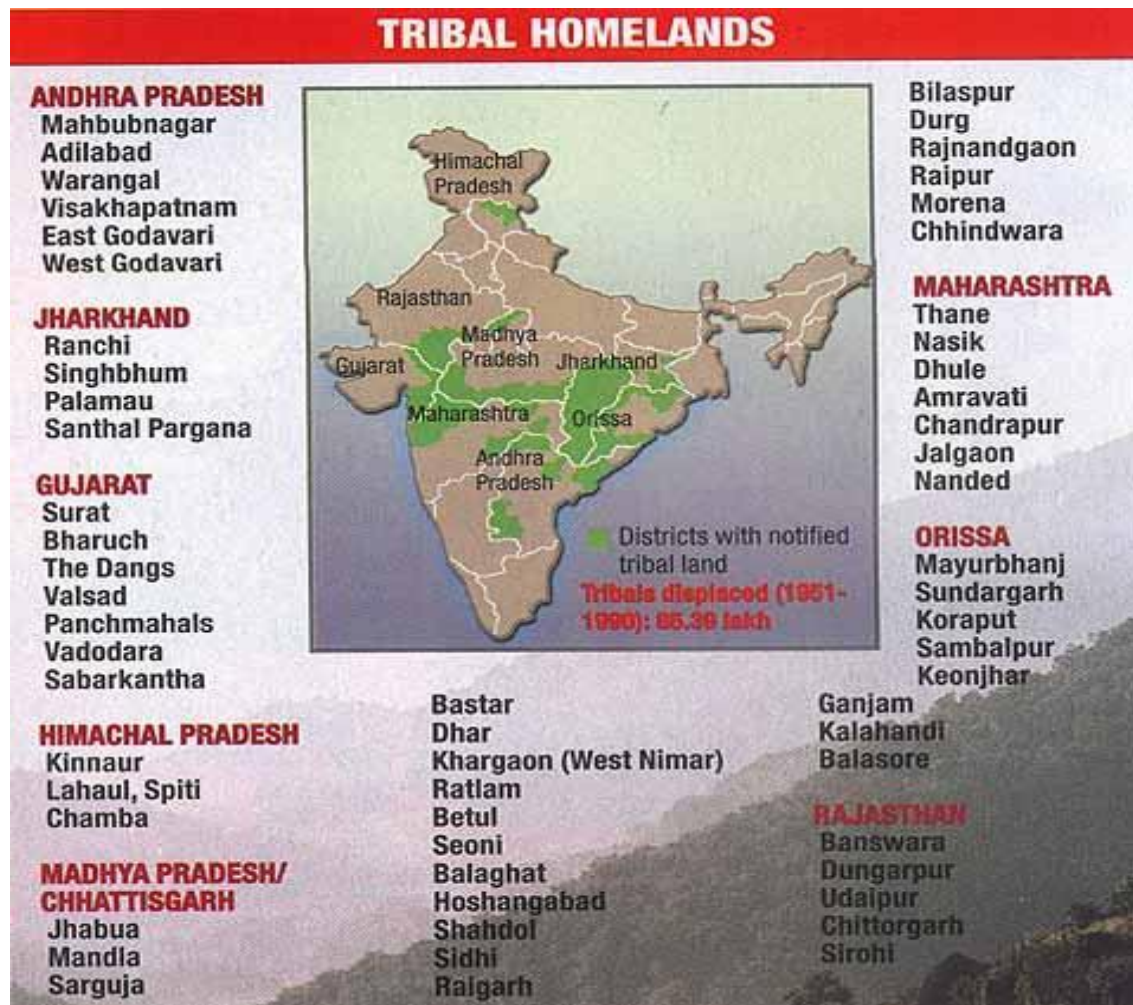 TRIBAL HOMELANDS
ANDHRA PRADESH
Mahbubnagar
Adilabad
Warangal
Visakhapatnam
East Godavari
West Godavari
JHARKHAND
Ranchi
Singhbhum
Palamau
Santhal Pargana
GUJARAT
Surat
Bharuch
The Dangs
Valsad
Panchmahals
Vadodara
Sabarkantha
HIMACHAL PRADESH
Kinnaur
Lahaul, Spiti
Chamba
MADHYA PRADESH/
CHHATTISGARH
Jhabua
Mandla
Sarguja
Himachal
Pradesh
Rajasthan
Madhya
Pradesh
Jharkhand
Gujarat
Maharashtra
Orissa
Andhra
Pradesh
Districts with notified
tribal land
Tribals displaced (1951-
1990): lakh
Bastar
Dhar
Khargaon (West Nimar)
Ratlam
Betul
Seoni
Balaghat
Hoshangabad
Shahdol
Sidhi
Raigarh
Bilaspur
Durg
Rajnandgaon
Raipur
Morena
Chhindwara
MAHARASHTRA
Thane
Nasik
Dhule
Amravati
Chandrapur
Jalgaon
Nanded
ORISSA
Mayurbhanj
Sundargarh
Koraput
Sambalpur
Keonjhar
Ganjam
Kalahandi
Balasore
RAJASTHAN
Banswara
Dungarpur
Udaipur
Chittorgarh
Sirohi